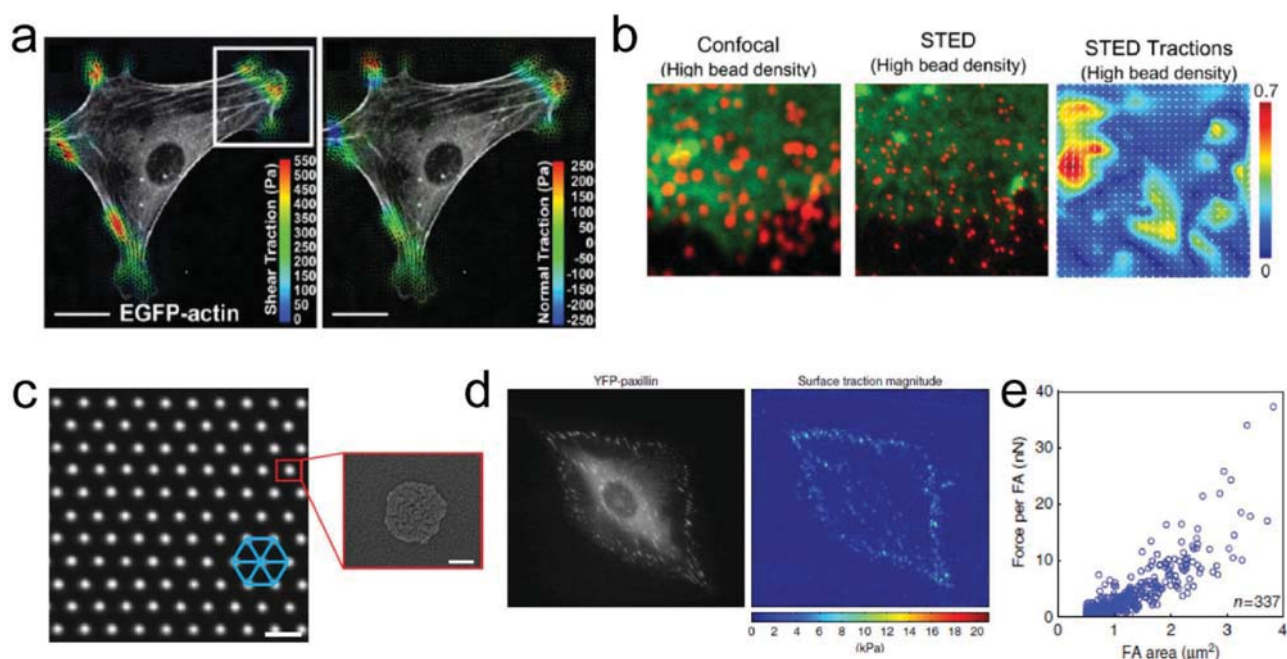 a
EGFP-actin
Shear Traction (Pa)
550
500
450
400
350
300
250
200
150
100
50
0
Normal Traction (Pa)
250
200
150
100
50
0
-50
-100
-150
-200
-250
b
Confocal
(High bead density)
STED
(High bead density)
STED Tractions
(High bead density)
0.7
0
c
d
YFP-paxillin
Surface traction magnitude
0 2 4 6 8 10 12 14 16 18 20
(kPa)
e
Force per FA (nN)
40
30
20
10
0
n=337
0 1 2 3 4
FA area (μm²)